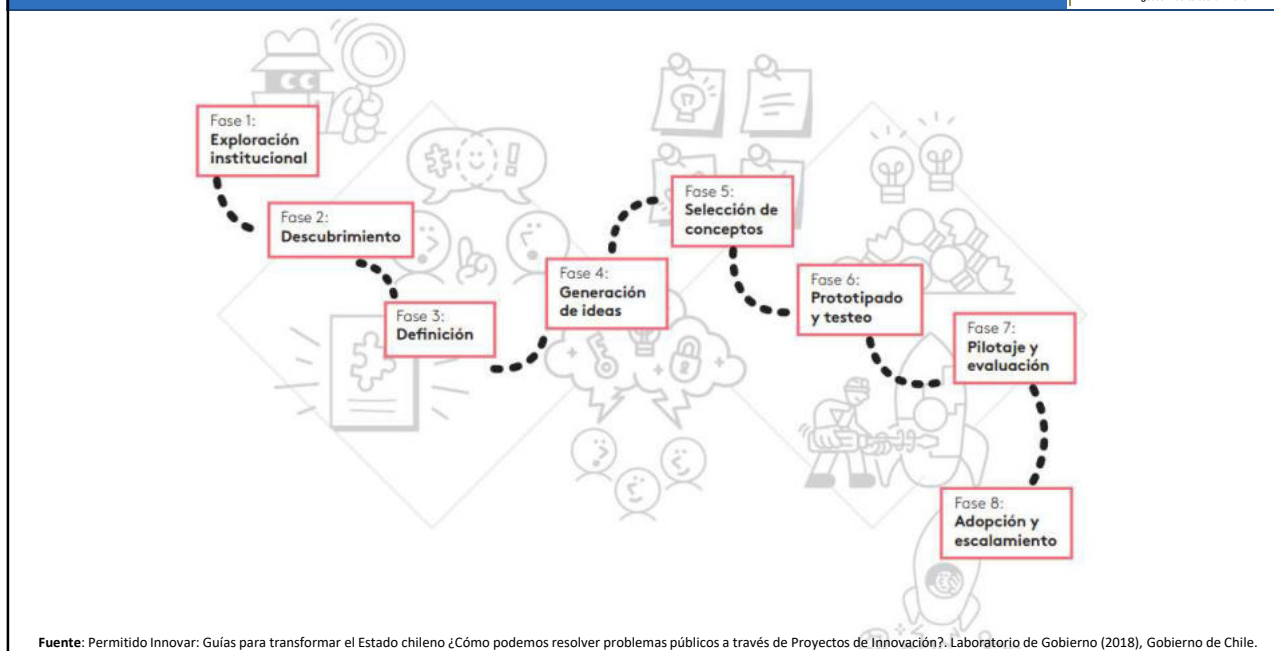 Fase 1:
Exploración
institucional
Fase 2:
Descubrimiento
Fase 3:
Definición
Fase 4:
Generación
de ideas
Fase 5:
Selección de
conceptos
Fase 6:
Prototipado
y testeo
Fase 7:
Pilotaje y
evaluación
Fase 8:
Adopción y
escalamiento
Fuente: Permitido Innovar: Guías para transformar el Estado chileno ¿Cómo podemos resolver problemas públicos a través de Proyectos de Innovación?. Laboratorio de Gobierno (2018), Gobierno de Chile.